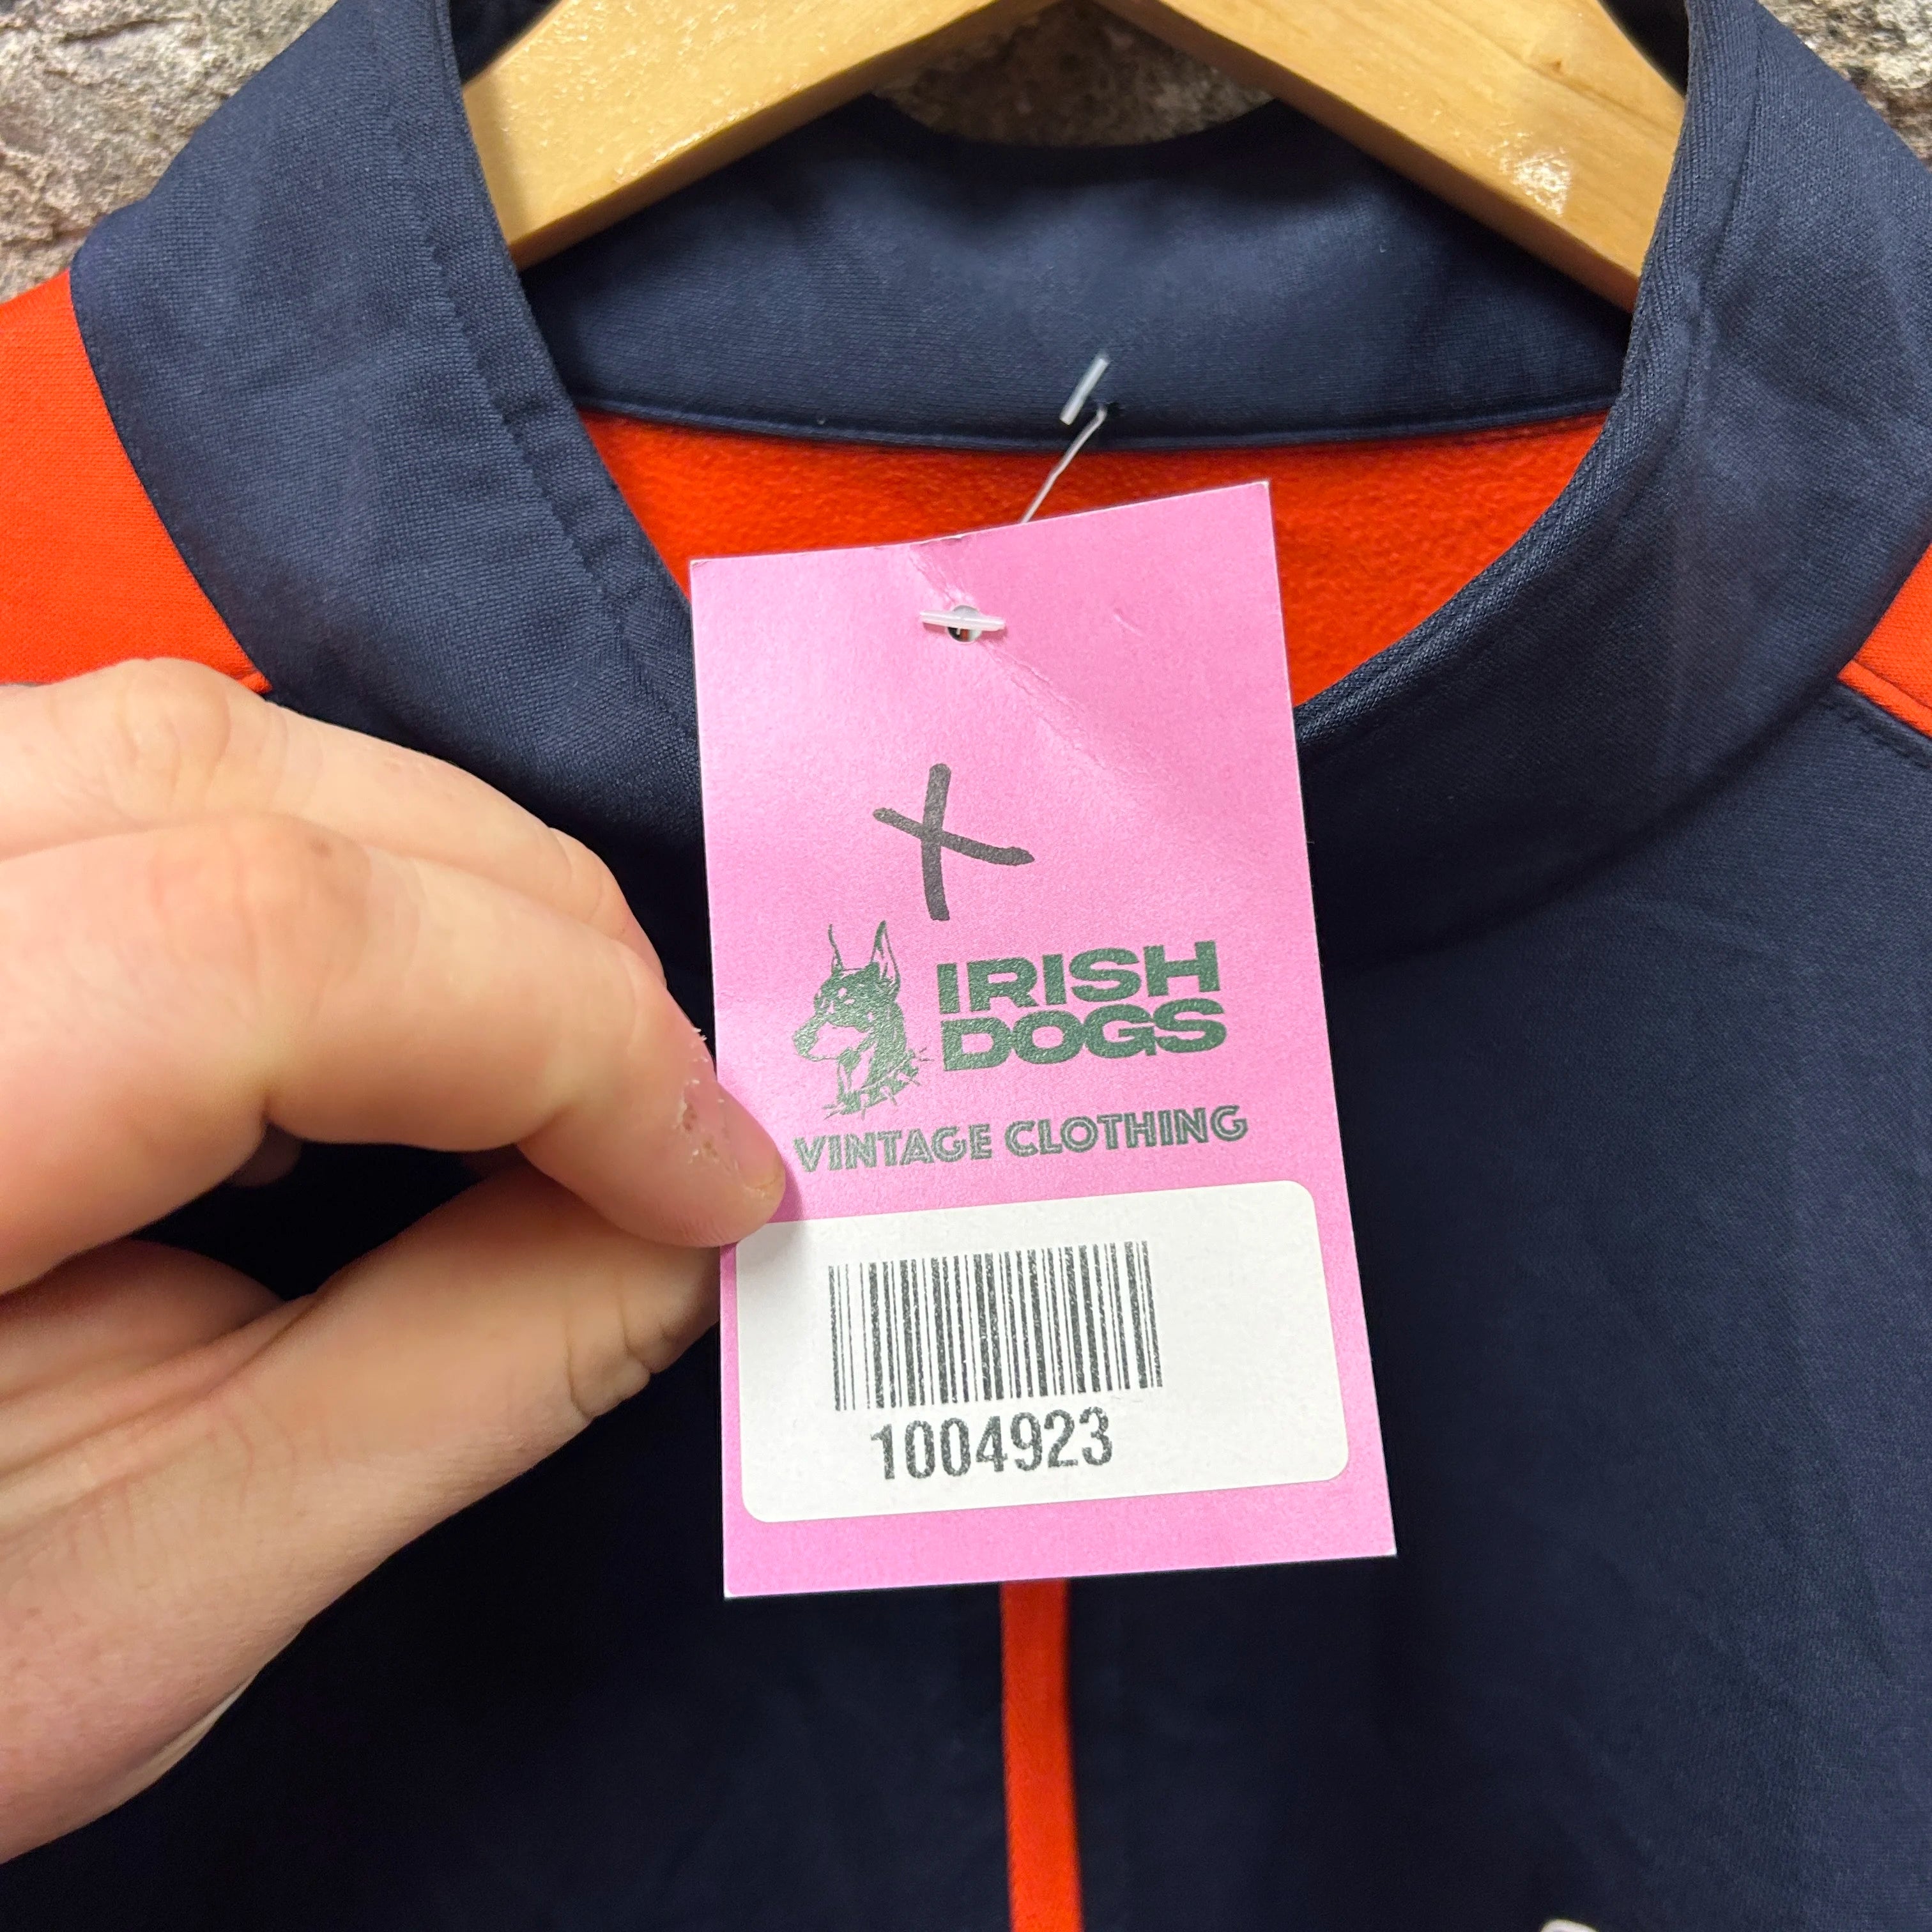 X
IRISH
DOGS
VINTAGE CLOTHING
1004923